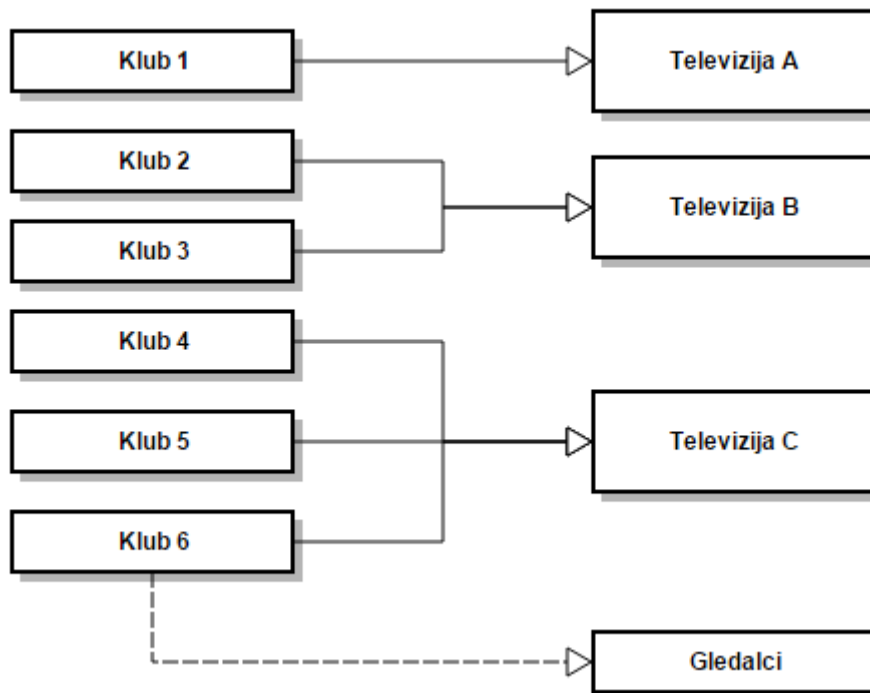 Klub 1
Televizija A
Klub 2
Televizija B
Klub 3
Klub 4
Klub 5
Televizija C
Klub 6
Gledalci